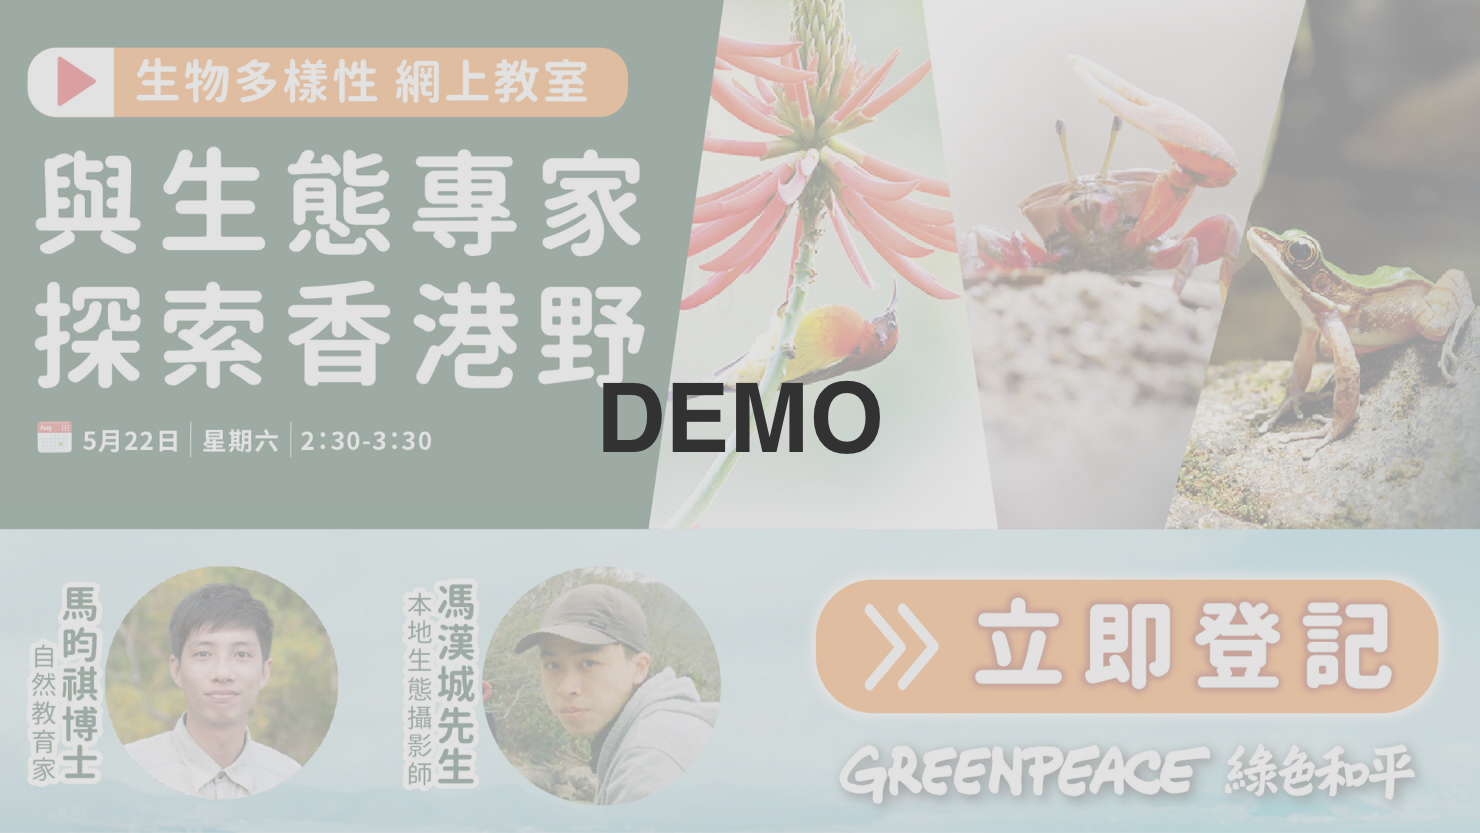 生物多樣性 網上教室
與生態專家
探索香港野
DEMO
Aug
5月22日 | 星期六 | 2:30-3:30
馬昀祺博士
自然教育家
馮漢城先生
本地生態攝影師
立即登記
GREENPEACE 綠色和平